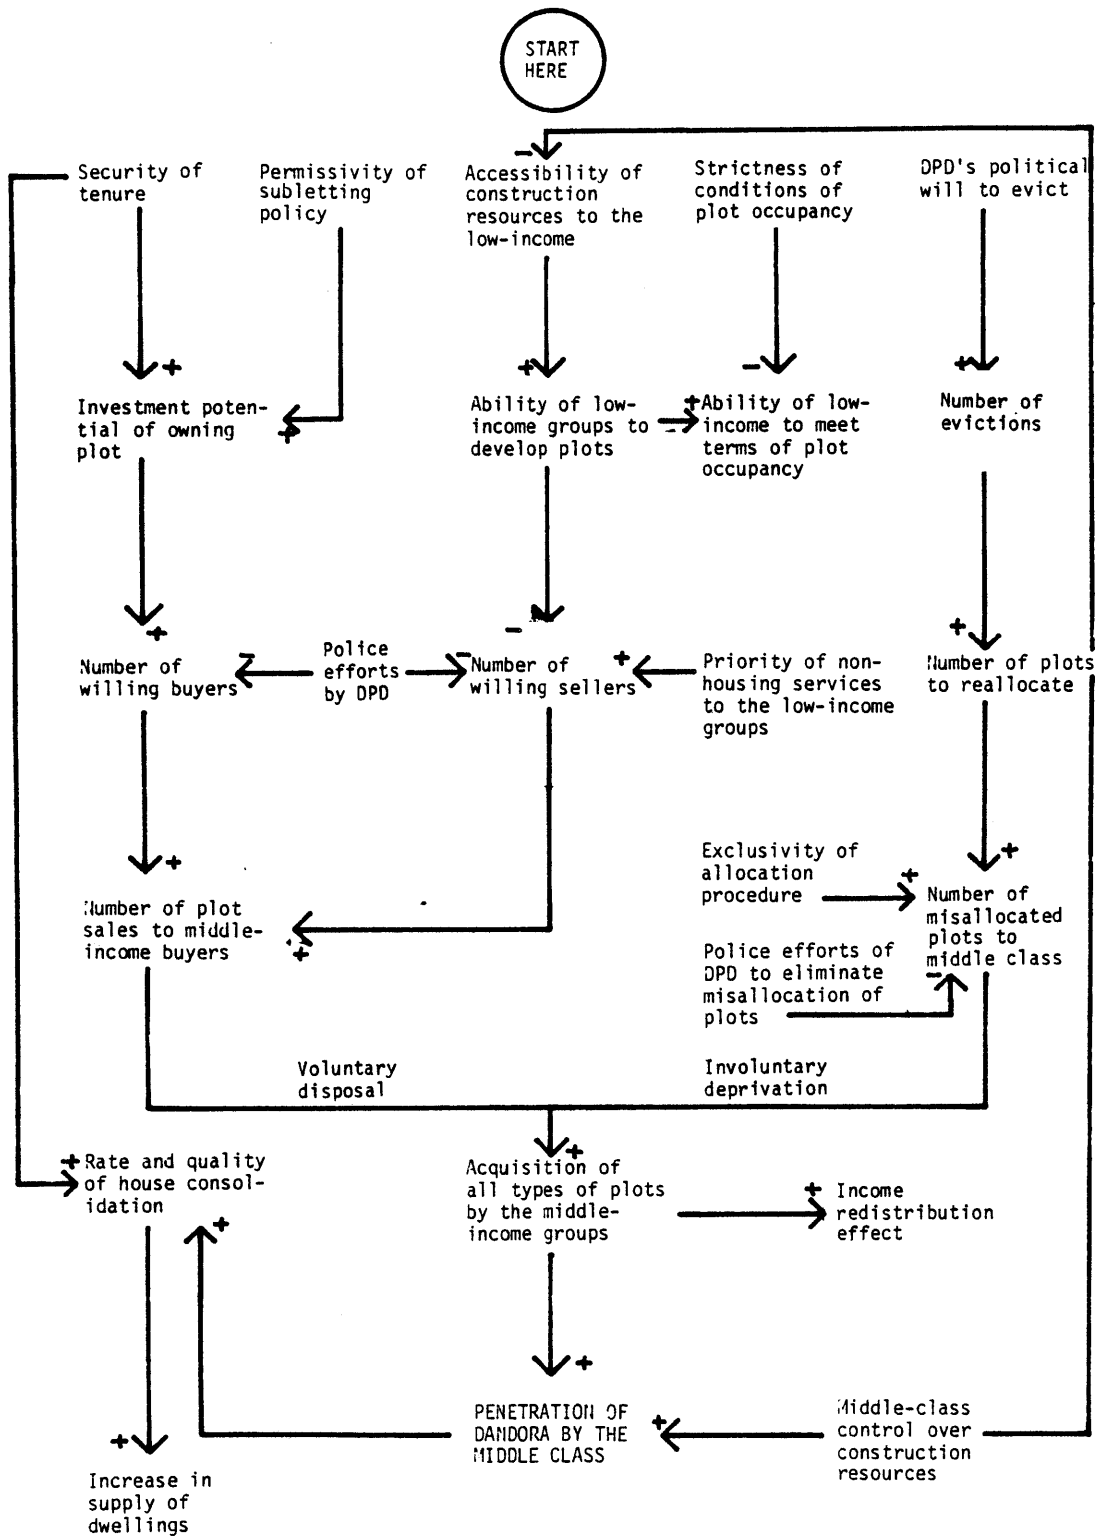 START
HERE
Security of
tenure
Permissivity of
subletting
policy
Accessibility of
construction
resources to the
low-income
Strictness of
conditions of
plot occupancy
DPD's political
will to evict
Investment poten-
tial of owning
plot
Ability of low-
income groups to
develop plots
Ability of low-
income to meet
terms of plot
occupancy
Number of
evictions
Number of
willing buyers
Police
efforts
by DPD
Number of
willing sellers
Priority of non-
housing services
to the low-income
groups
Number of plots
to reallocate
Number of plot
sales to middle-
income buyers
Exclusivity of
allocation
procedure
Number of
misallocated
plots to
middle class
Police efforts of
DPD to eliminate
misallocation of
plots
Voluntary
disposal
Involuntary
deprivation
Rate and quality
of house consol-
idation
Acquisition of
all types of plots
by the middle-
income groups
Income
redistribution
effect
PENETRATION OF
DANDORA BY THE
MIDDLE CLASS
Middle-class
control over
construction
resources
Increase in
supply of
dwellings